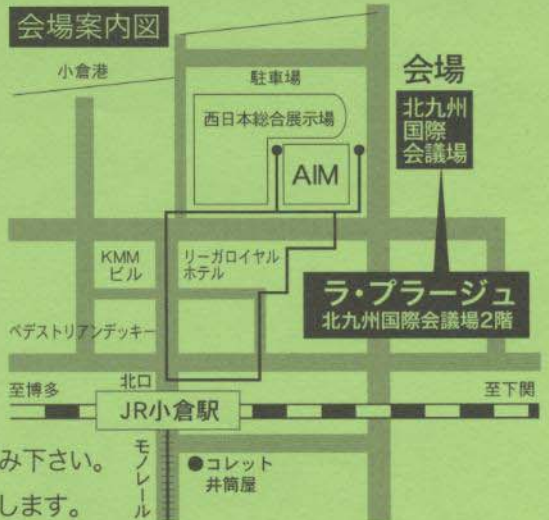 会場案内図
小倉港
駐車場
会場
北九州
国際
会議場
西日本総合展示場
AIM
KMM
ビル
リーガロイヤル
ホテル
ラ・プラージュ
北九州国際会議場2階
ペデストリアンデッキー
至博多
北口
至下関
JR小倉駅
み下さい。
モノレール
●コレット
井筒屋
します。